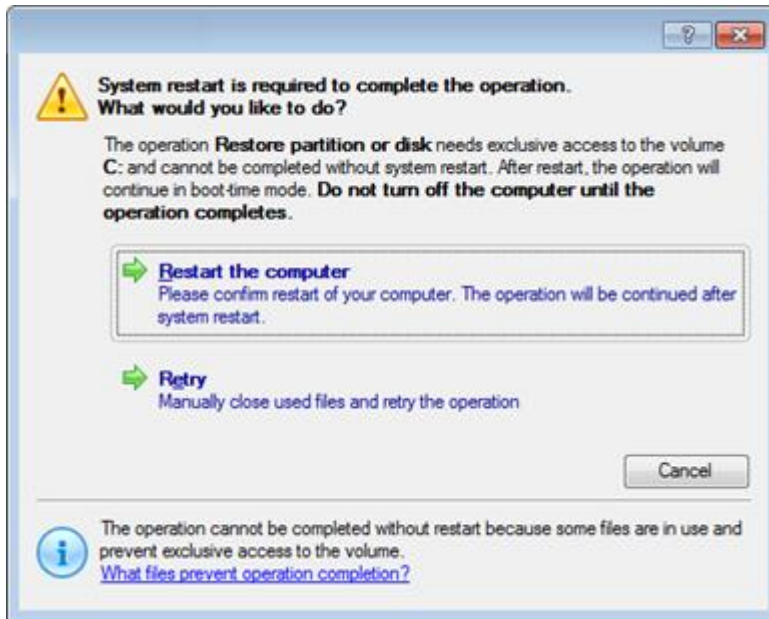 System restart is required to complete the operation.
What would you like to do?
The operation Restore partition or disk needs exclusive access to the volume
C: and cannot be completed without system restart. After restart, the operation will
continue in boot-time mode. Do not turn off the computer until the
operation completes.
Restart the computer
Please confirm restart of your computer. The operation will be continued after
system restart.
Retry
Manually close used files and retry the operation
Cancel
The operation cannot be completed without restart because some files are in use and
prevent exclusive access to the volume.
What files prevent operation completion?